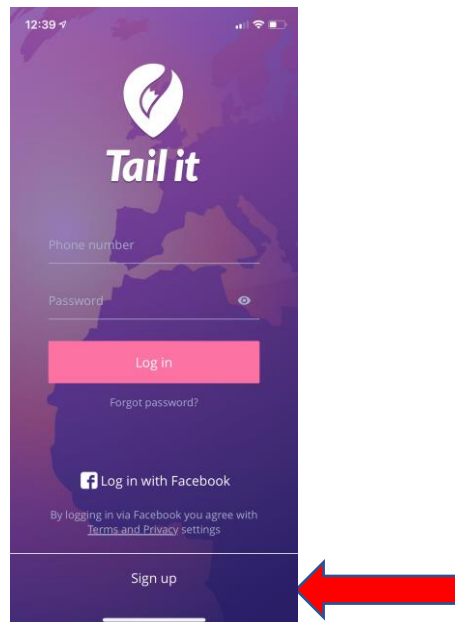 12:39
Tail it
Phone number
Password
Log in
Forgot password?
Log in with Facebook
By logging in via Facebook you agree with
Terms and Privacy settings
Sign up